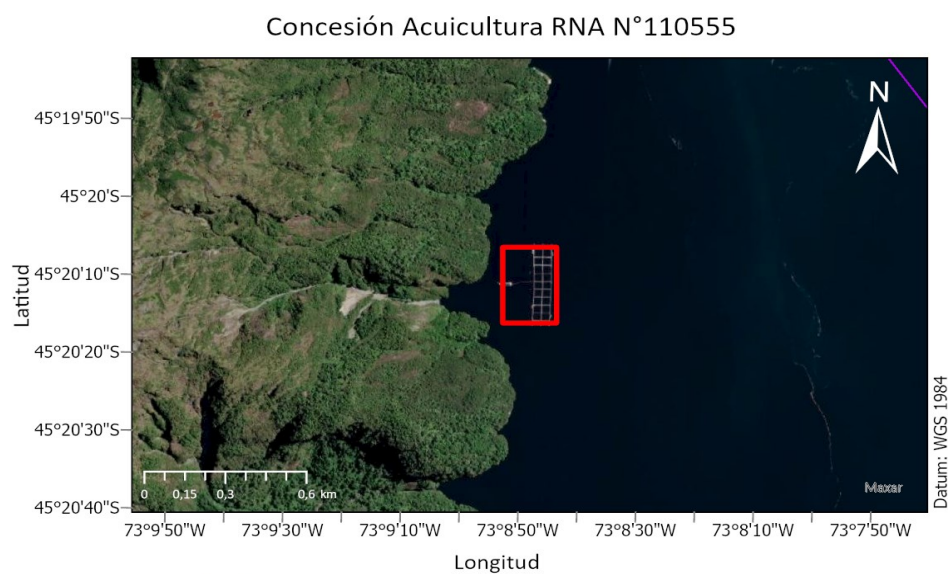 Concesión Acuicultura RNA N°110555
N
45°19'50"S
45°20'S
45°20'10"S
45°20'20"S
45°20'30"S
45°20'40"S
Latitud
0 0,15 0,3 0,6 km
Maxar
Datum: WGS 1984
73°9'50"W 73°9'30"W 73°9'10"W 73°8'50"W 73°8'30"W 73°8'10"W 73°7'50"W
Longitud